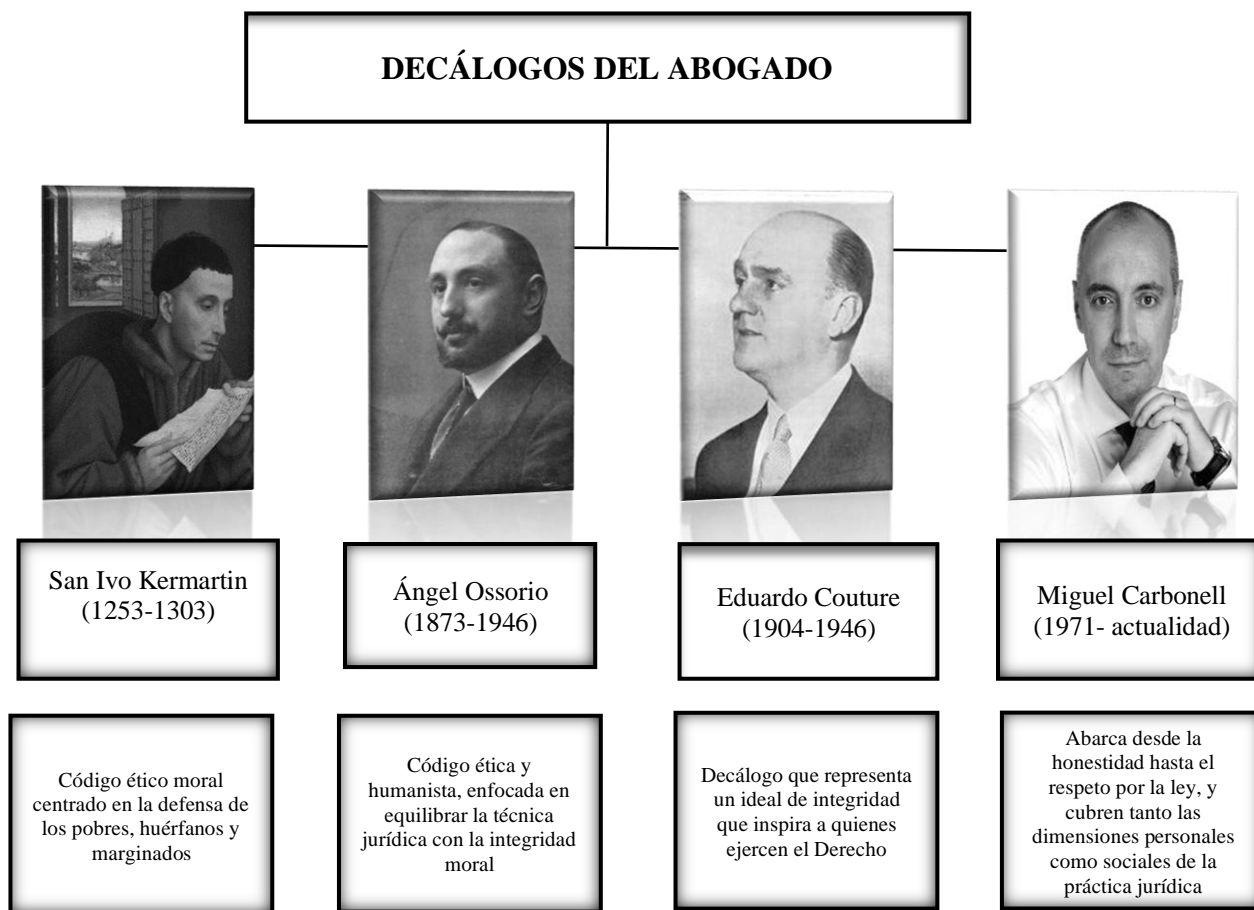 DECÁLOGOS DEL ABOGADO
San Ivo Kermartin
(1253-1303)
Ángel Ossorio
(1873-1946)
Eduardo Couture
(1904-1946)
Miguel Carbonell
(1971- actualidad)
Código ético moral
centrado en la defensa de
los pobres, huérfanos y
marginados
Código ética y
humanista, enfocada en
equilibrar la técnica
jurídica con la integridad
moral
Decálogo que representa
un ideal de integridad
que inspira a quienes
ejercen el Derecho
Abarca desde la
honestidad hasta el
respeto por la ley, y
cubren tanto las
dimensiones personales
como sociales de la
práctica jurídica